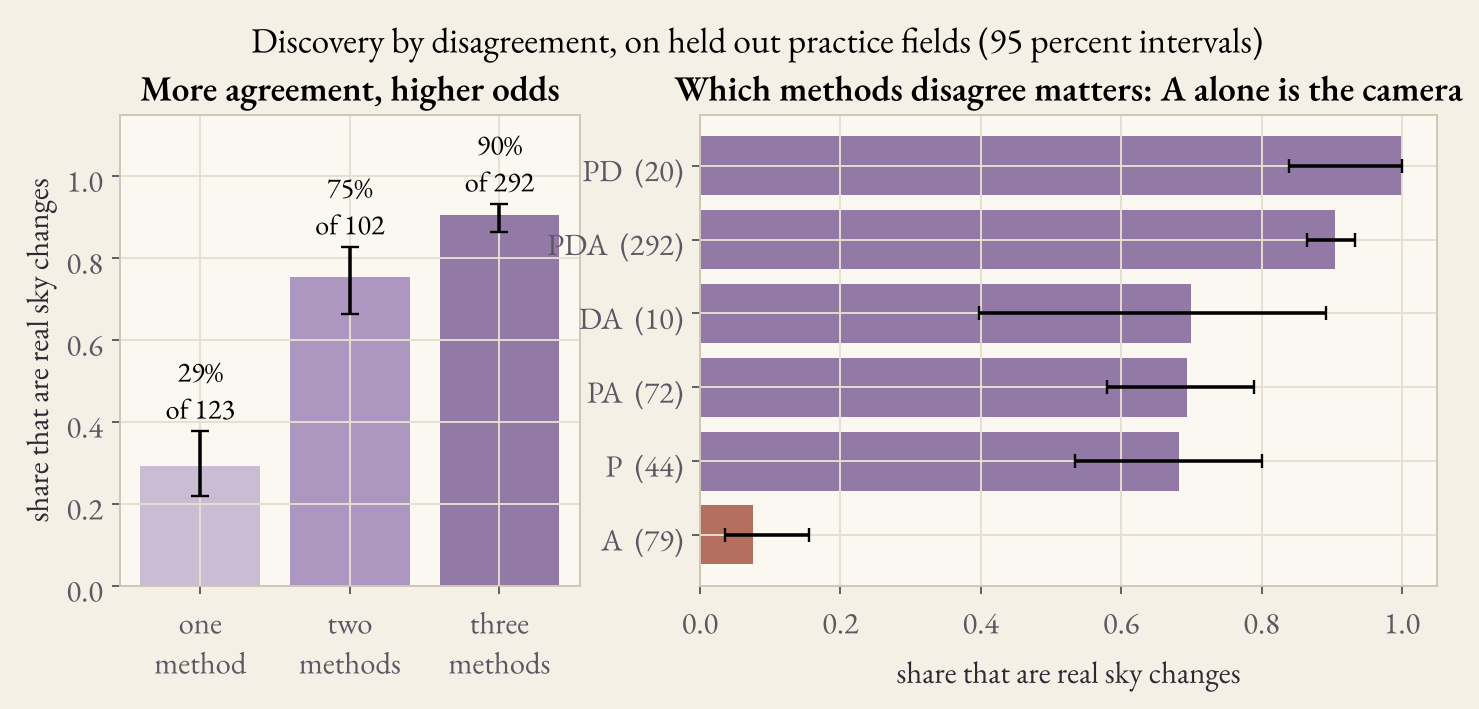 Discovery by disagreement, on held out practice fields (95 percent intervals)
More agreement, higher odds
share that are real sky changes
1.0
0.8
0.6
0.4
0.2
0.0
29%
of 123
75%
of 102
90%
of 292
one
method
two
methods
three
methods
Which methods disagree matters: A alone is the camera
PD (20)
PDA (292)
DA (10)
PA (72)
P (44)
A (79)
0.0
0.2
0.4
0.6
0.8
1.0
share that are real sky changes